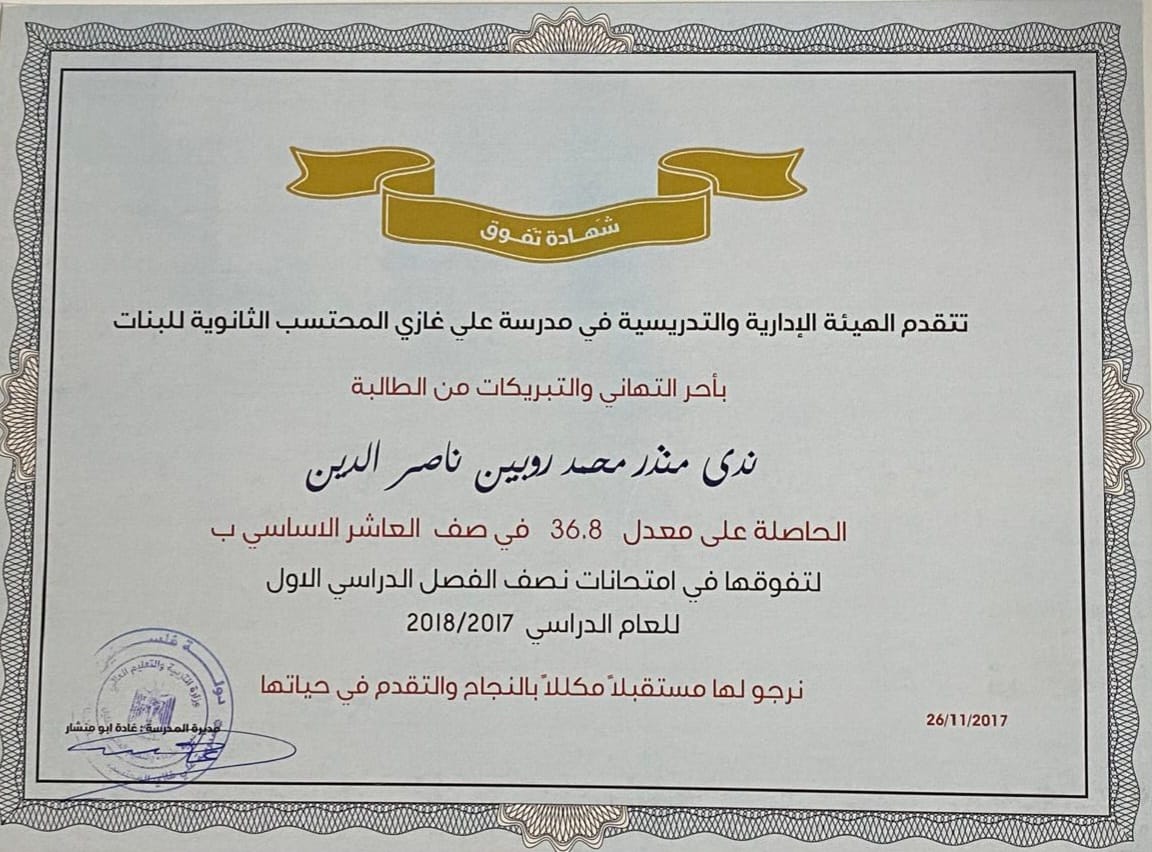 شهادة تفوق
تتقدم الهيئة الإدارية والتدريسية في مدرسة علي غازي المحتسب الثانوية للبنات
بأحر التهاني والتبريكات من الطالبة
ندى منذر محمد روبين ناصر الدين
الحاصلة على معدل 36.8 في صف العاشر الاساسي ب
لتفوقها في امتحانات نصف الفصل الدراسي الاول
للعام الدراسي 2018/2017
نرجو لها مستقبلاً مكللاً بالنجاح والتقدم في حياتها
26/11/2017
دولة فلسطين
وزارة التربية والتعليم العالي
مديرة المدرسة : غادة ابو منشار